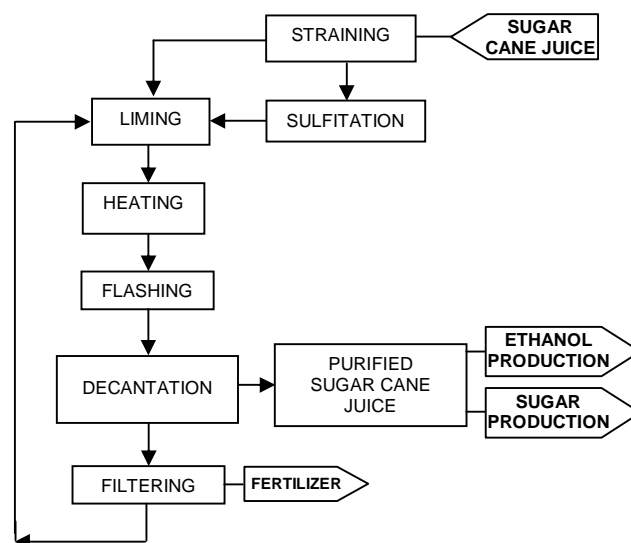 STRAINING
SUGAR
CANE JUICE
LIMING
SULFITATION
HEATING
FLASHING
DECANTATION
PURIFIED
SUGAR CANE
JUICE
ETHANOL
PRODUCTION
SUGAR
PRODUCTION
FILTERING
FERTILIZER